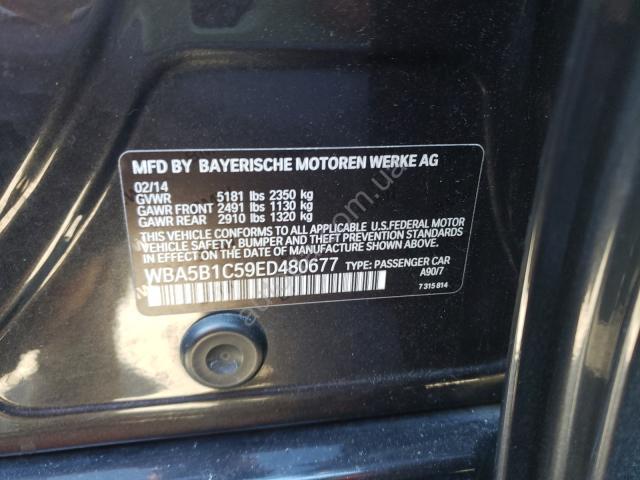 MFD BY BAYERISCHE MOTOREN WERKE AG
02/14
GVWR 5181 lbs 2350 kg
GAWR FRONT 2491 lbs 1130 kg
GAWR REAR 2910 lbs 1320 kg
THIS VEHICLE CONFORMS TO ALL APPLICABLE U.S.FEDERAL MOTOR
VEHICLE SAFETY, BUMPER AND THEFT PREVENTION STANDARDS
IN EFFECT ON THE DATE OF MANUFACTURE SHOWN ABOVE.
WBA5B1C59ED480677 TYPE: PASSENGER CAR
A90/7
7 315 814